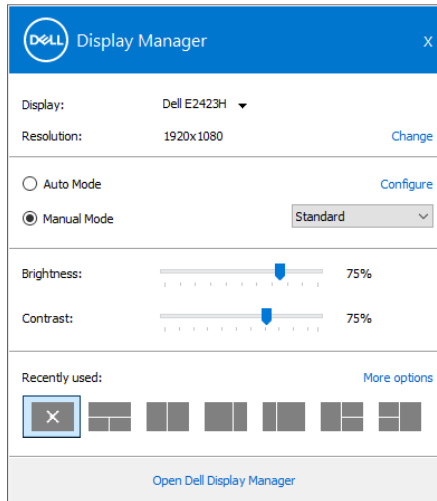 DELL Display Manager X
Display: Dell E2423H
Resolution: 1920x1080 Change
Auto Mode Configure
Manual Mode Standard
Brightness: 75%
Contrast: 75%
Recently used: More options
Open Dell Display Manager